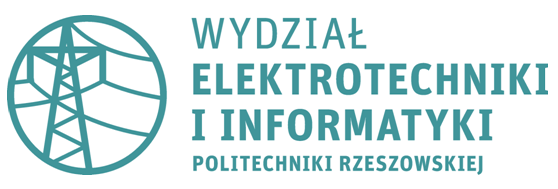 WYDZIAŁ
ELEKTROTECHNIKI
I INFORMATYKI
POLITECHNIKI RZESZOWSKIEJ